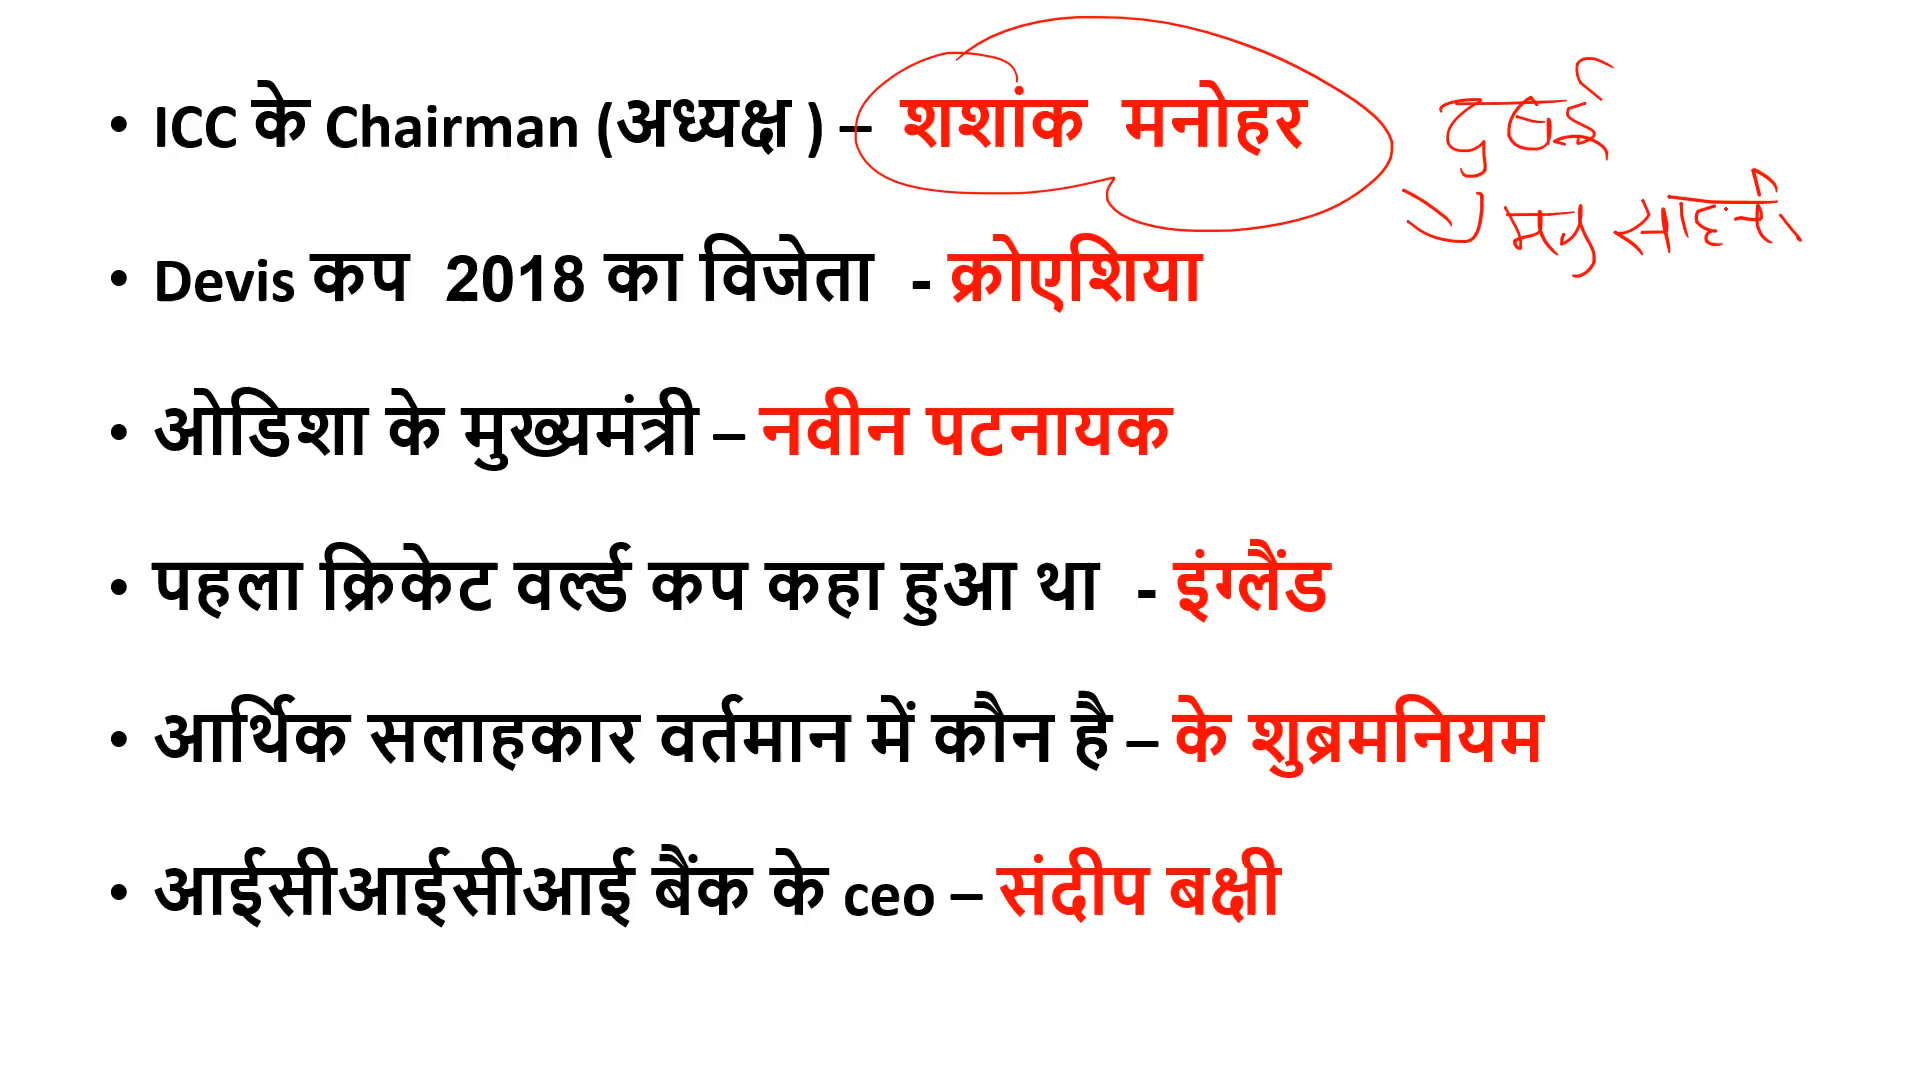 • ICC के Chairman (अध्यक्ष ) – शशांक मनोहर
दुबई
मनु साहनी
• Devis कप 2018 का विजेता - क्रोएशिया
• ओडिशा के मुख्यमंत्री – नवीन पटनायक
• पहला क्रिकेट वर्ल्ड कप कहा हुआ था - इंग्लैंड
• आर्थिक सलाहकार वर्तमान में कौन है – के शुब्रमनियम
• आईसीआईसीआई बैंक के ceo – संदीप बक्षी